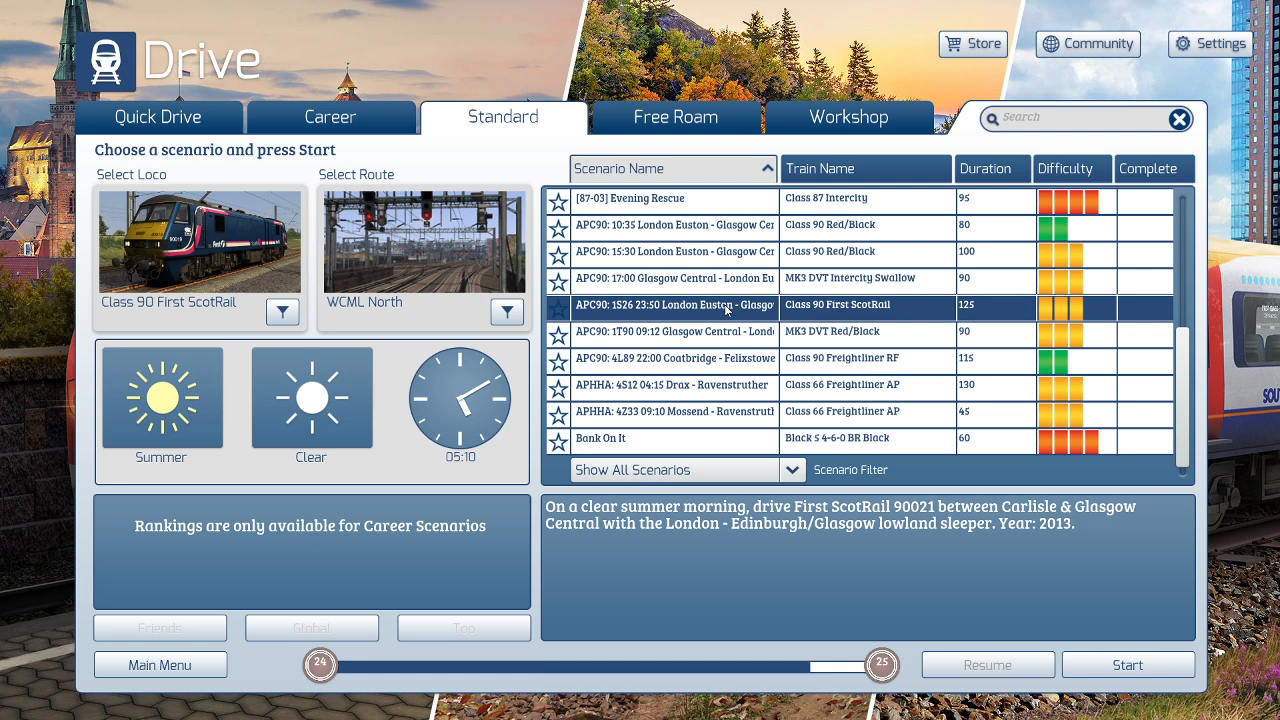 Drive
Store
Community
Settings
Quick Drive
Career
Standard
Free Roam
Workshop
Search
Choose a scenario and press Start
Select Loco
Select Route
Class 90 First ScotRail
WCML North
Summer
Clear
05:10
Scenario Name Train Name Duration Difficulty Complete
[87-03] Evening Rescue Class 87 Intercity 95
APC90: 10:35 London Euston - Glasgow Cer Class 90 Red/Black 80
APC90: 15:30 London Euston - Glasgow Cer Class 90 Red/Black 100
APC90: 17:00 Glasgow Central - London Eu MK3 DVT Intercity Swallow 90
APC90: 1S26 23:50 London Euston - Glasgo Class 90 First ScotRail 125
APC90: 1T90 09:12 Glasgow Central - Lond MK3 DVT Red/Black 90
APC90: 4L89 22:00 Coatbridge - Felixstowe Class 90 Freightliner RF 115
APHHA: 4S12 04:15 Drax - Ravenstruther Class 66 Freightliner AP 130
APHHA: 4Z33 09:10 Mossend - Ravenstruth Class 66 Freightliner AP 45
Bank On It Black 5 4-6-0 BR Black 60
Show All Scenarios
Scenario Filter
Rankings are only available for Career Scenarios
On a clear summer morning, drive First ScotRail 90021 between Carlisle & Glasgow
Central with the London - Edinburgh/Glasgow lowland sleeper. Year: 2013.
Friends
Global
Top
Main Menu
24
25
Resume
Start
SOU